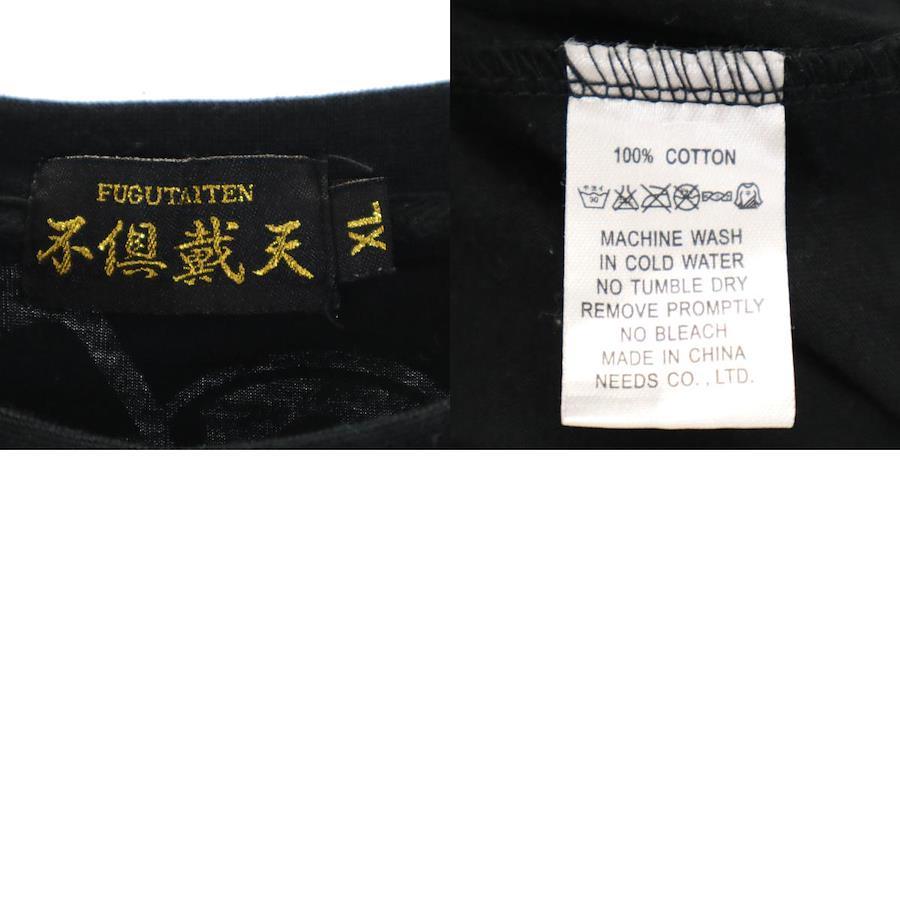 FUGUTAITEN
不倶戴天
XL
100% COTTON
MACHINE WASH
IN COLD WATER
NO TUMBLE DRY
REMOVE PROMPTLY
NO BLEACH
MADE IN CHINA
NEEDS CO.,LTD.